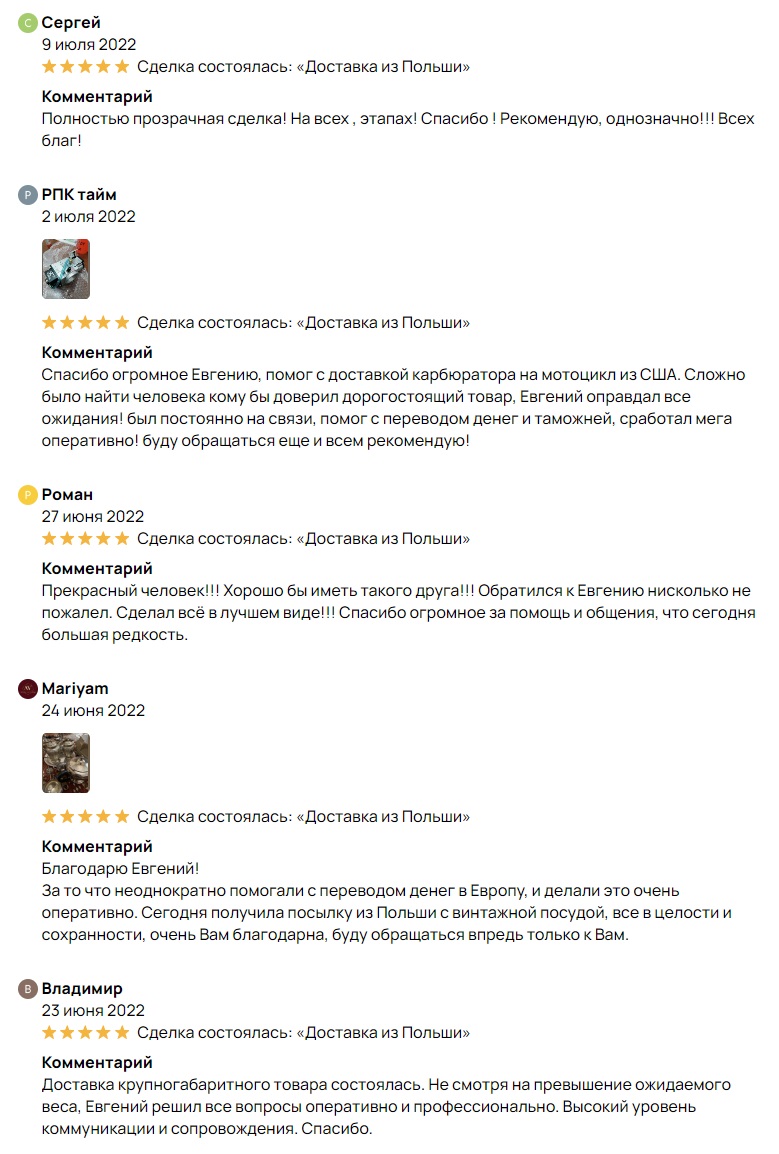 С Сергей
9 июля 2022
Сделка состоялась: «Доставка из Польши»
Комментарий
Полностью прозрачная сделка! На всех , этапах! Спасибо ! Рекомендую, однозначно!!! Всех
благ!
Р РПК тайм
2 июля 2022
Сделка состоялась: «Доставка из Польши»
Комментарий
Спасибо огромное Евгению, помог с доставкой карбюратора на мотоцикл из США. Сложно
было найти человека кому бы доверил дорогостоящий товар, Евгений оправдал все
ожидания! был постоянно на связи, помог с переводом денег и таможней, сработал мега
оперативно! буду обращаться еще и всем рекомендую!
Р Роман
27 июня 2022
Сделка состоялась: «Доставка из Польши»
Комментарий
Прекрасный человек!!! Хорошо бы иметь такого друга!!! Обратился к Евгению нисколько не
пожалел. Сделал всё в лучшем виде!!! Спасибо огромное за помощь и общения, что сегодня
большая редкость.
Mariyam
24 июня 2022
Сделка состоялась: «Доставка из Польши»
Комментарий
Благодарю Евгений!
За то что неоднократно помогали с переводом денег в Европу, и делали это очень
оперативно. Сегодня получила посылку из Польши с винтажной посудой, все в целости и
сохранности, очень Вам благодарна, буду обращаться впредь только к Вам.
В Владимир
23 июня 2022
Сделка состоялась: «Доставка из Польши»
Комментарий
Доставка крупногабаритного товара состоялась. Не смотря на превышение ожидаемого
веса, Евгений решил все вопросы оперативно и профессионально. Высокий уровень
коммуникации и сопровождения. Спасибо.